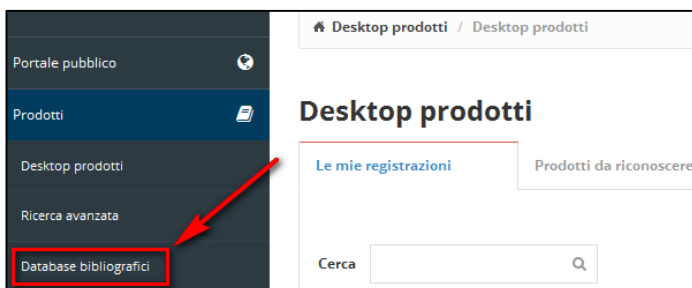 Desktop prodotti / Desktop prodotti
Portale pubblico
Prodotti
Desktop prodotti
Le mie registrazioni
Prodotti da riconoscere
Desktop prodotti
Ricerca avanzata
Database bibliografici
Cerca